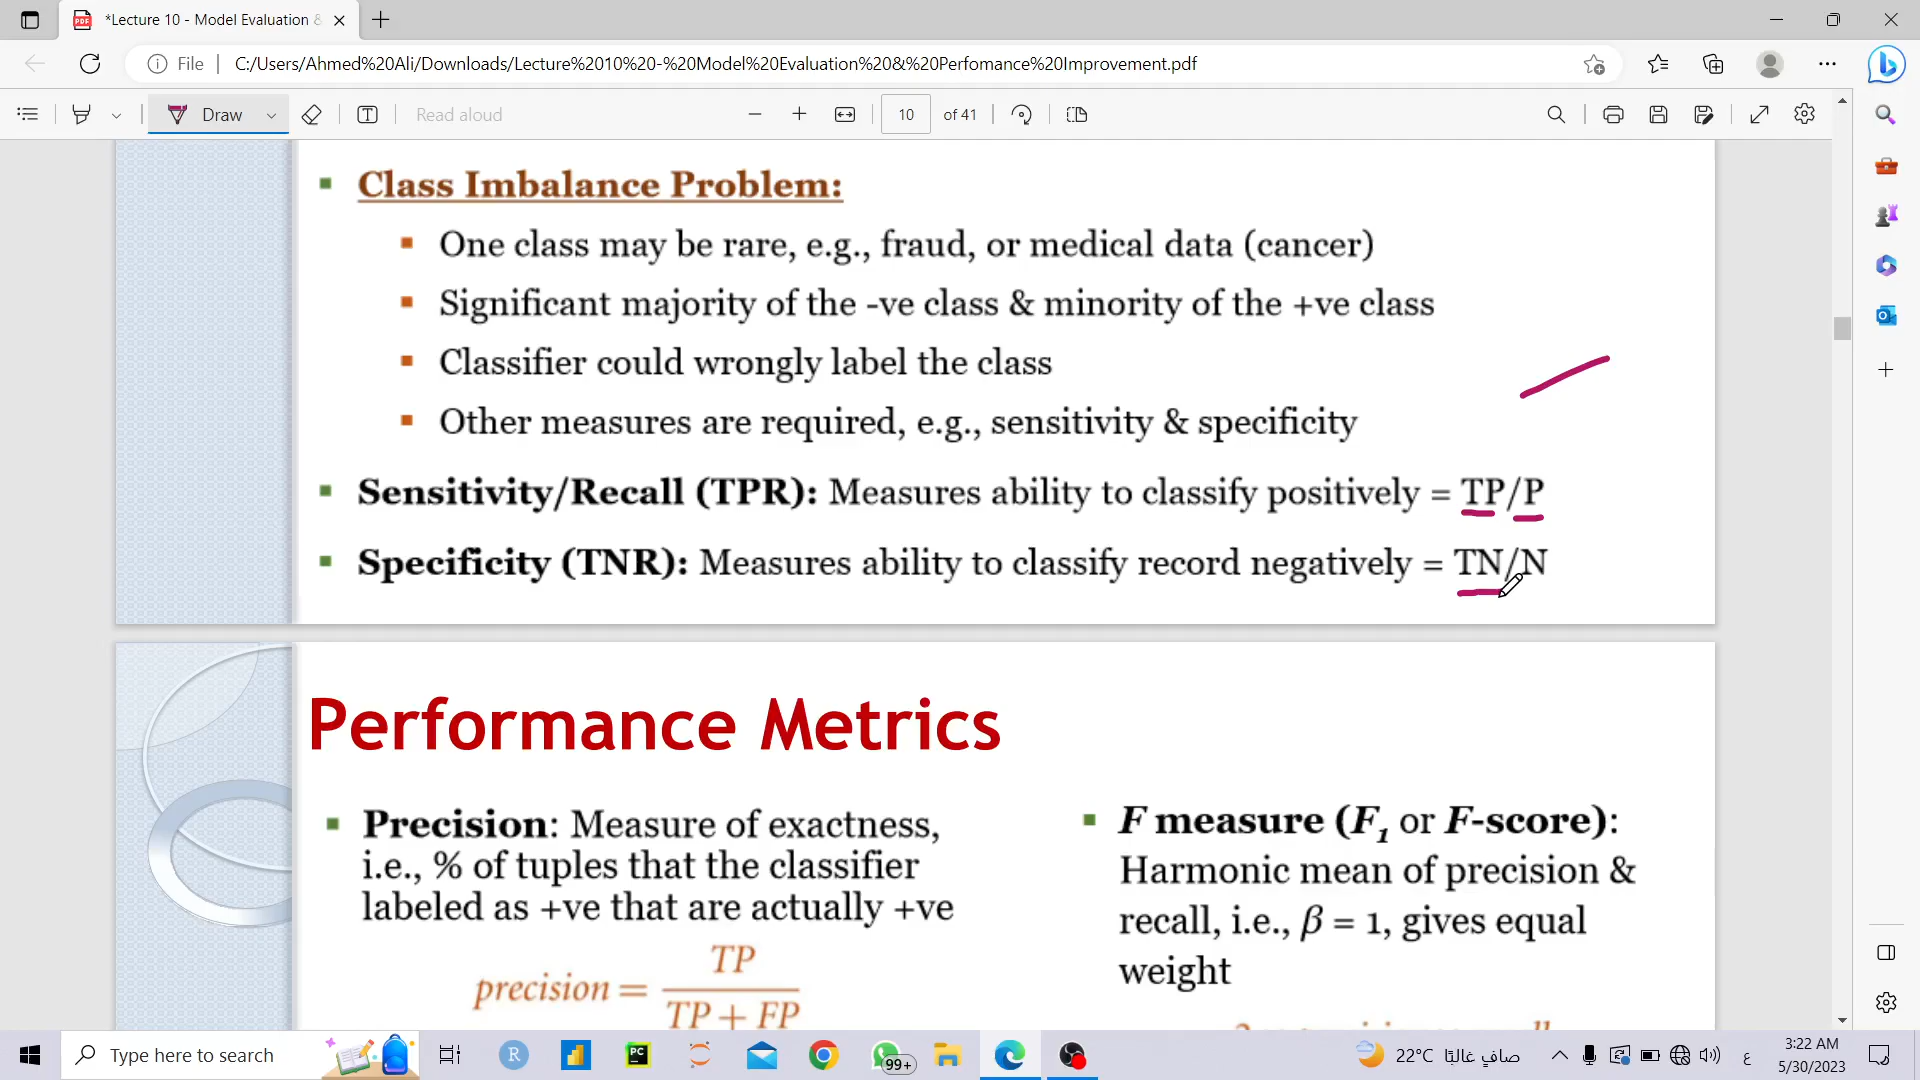 *Lecture 10 - Model Evaluation &
File
C:/Users/Ahmed%20Ali/Downloads/Lecture%2010%20-%20Model%20Evaluation%20&%20Perfomance%20Improvement.pdf
Draw
Read aloud
10
of 41
Class Imbalance Problem:
One class may be rare, e.g., fraud, or medical data (cancer)
Significant majority of the -ve class & minority of the +ve class
Classifier could wrongly label the class
Other measures are required, e.g., sensitivity & specificity
Sensitivity/Recall (TPR): Measures ability to classify positively = TP/P
Specificity (TNR): Measures ability to classify record negatively = TN/N
Performance Metrics
Precision: Measure of exactness,
i.e., % of tuples that the classifier
labeled as +ve that are actually +ve
precision = TP
TP + FP
F measure (F1 or F-score):
Harmonic mean of precision &
recall, i.e., β = 1, gives equal
weight
Type here to search
R
PC
99+
22°C صافٍ غالبًا
ع
3:22 AM
5/30/2023